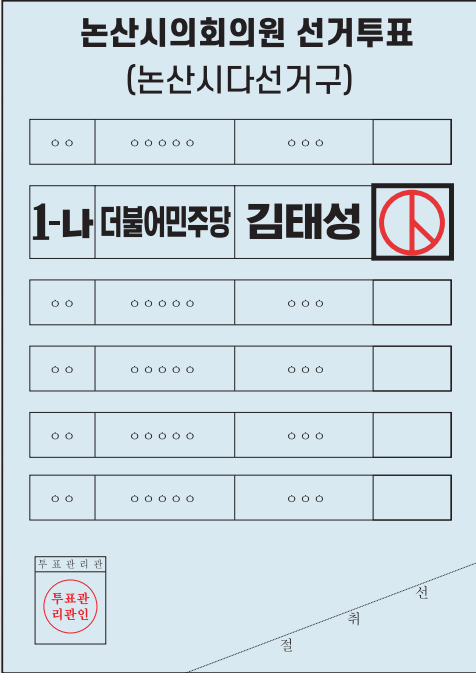 논산시의회의원 선거투표
(논산시다선거구)
○○ ○○○○○ ○○○
1-나 더불어민주당 김태성
○○ ○○○○○ ○○○
○○ ○○○○○ ○○○
○○ ○○○○○ ○○○
○○ ○○○○○ ○○○
투표관리관
투표관
리관인
절취선